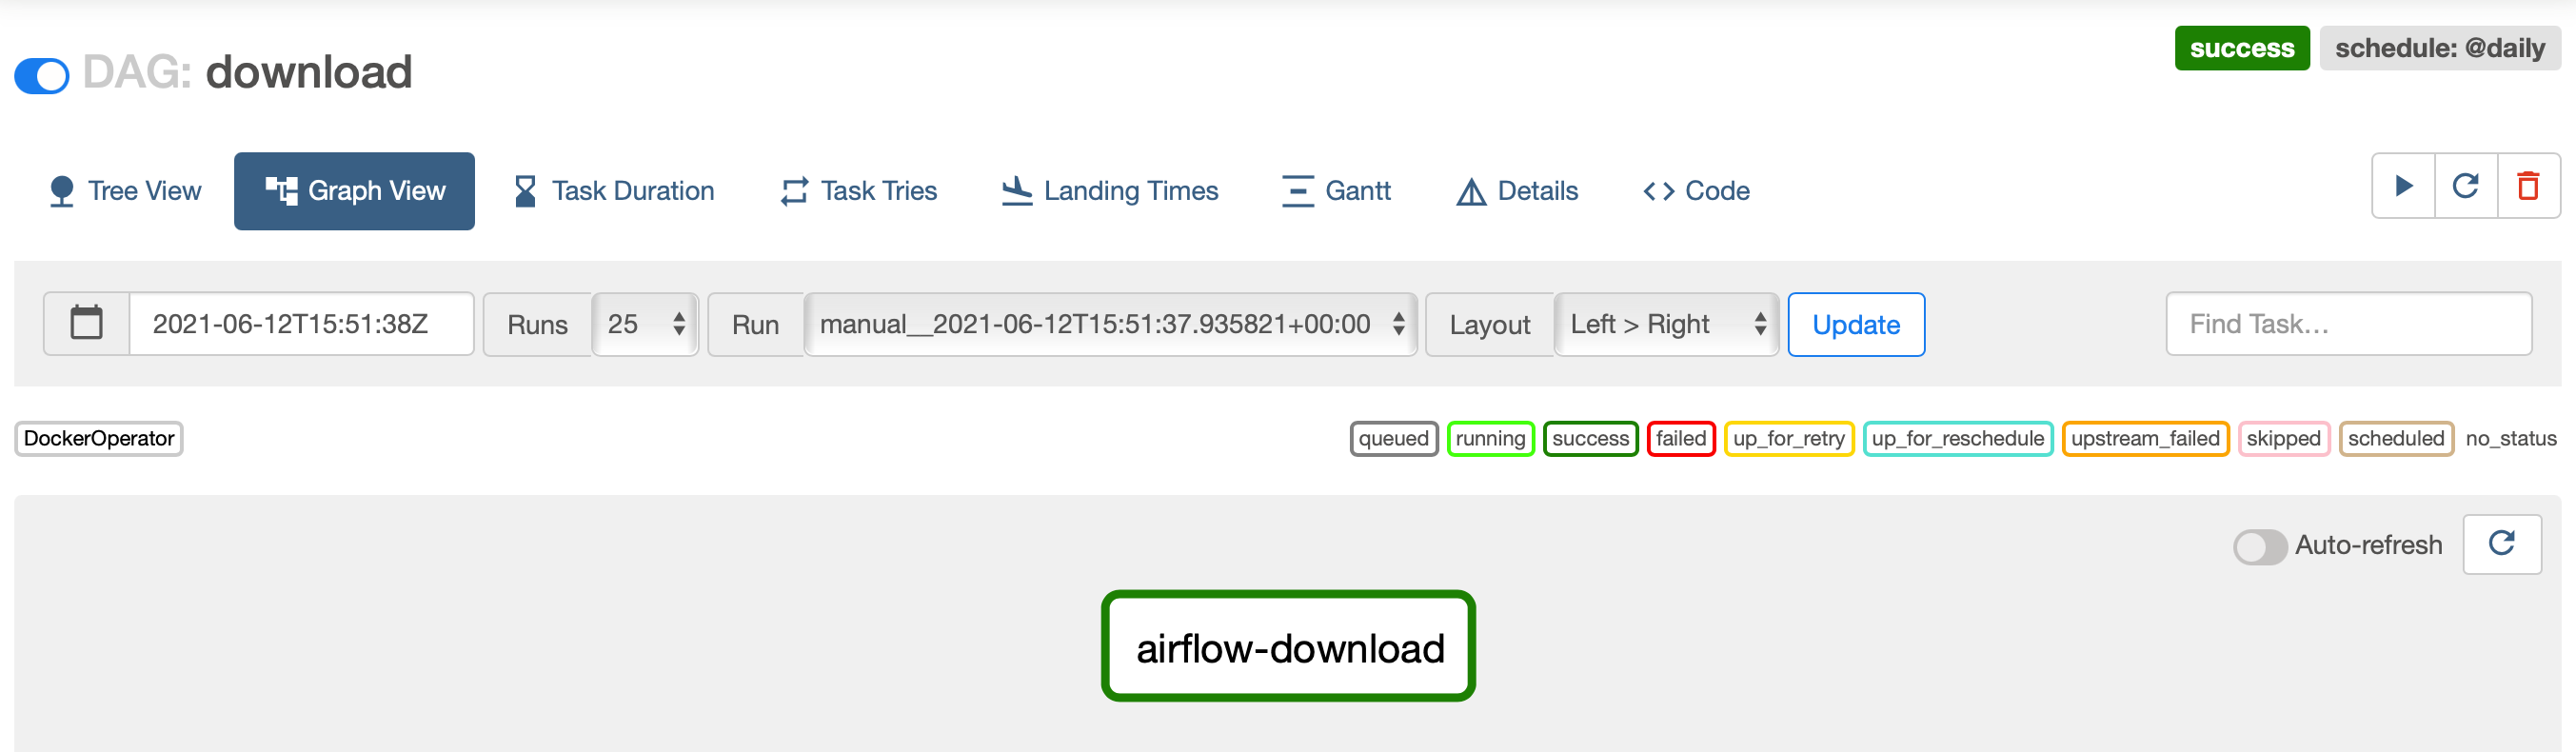 success schedule: @daily
DAG: download
Tree View Graph View Task Duration Task Tries Landing Times Gantt Details Code
2021-06-12T15:51:38Z Runs 25 Run manual__2021-06-12T15:51:37.935821+00:00 Layout Left > Right Update Find Task…
DockerOperator queued running success failed up_for_retry up_for_reschedule upstream_failed skipped scheduled no_status
Auto-refresh
airflow-download